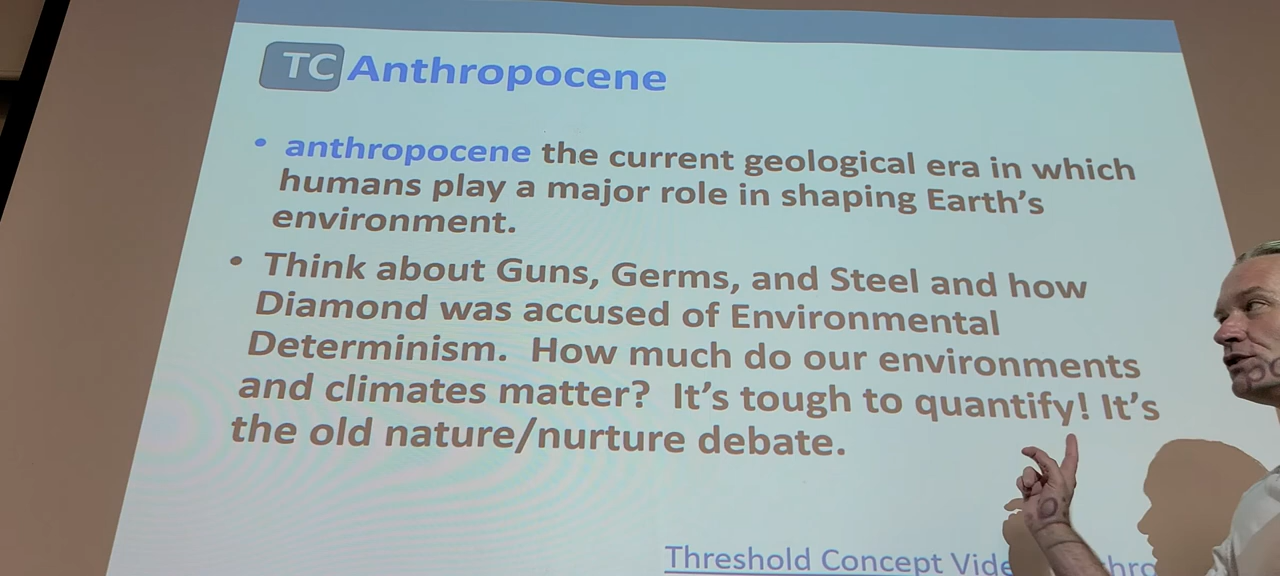 TC Anthropocene
• anthropocene the current geological era in which
humans play a major role in shaping Earth's
environment.
• Think about Guns, Germs, and Steel and how
Diamond was accused of Environmental
Determinism. How much do our environments
and climates matter? It's tough to quantify! It's
the old nature/nurture debate.
Threshold Concept